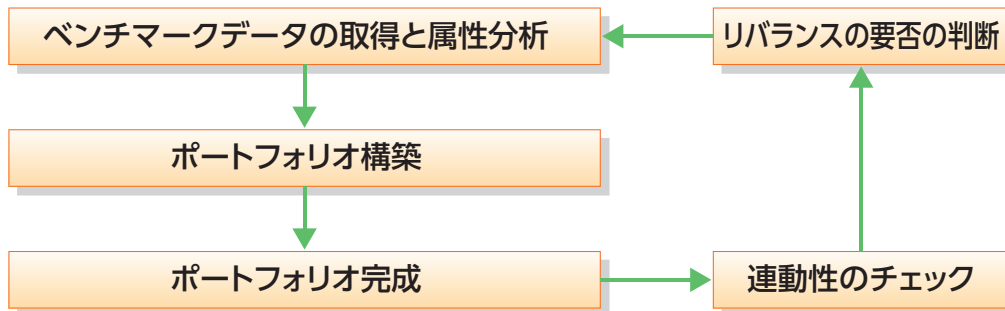 ベンチマークデータの取得と属性分析
リバランスの要否の判断
ポートフォリオ構築
ポートフォリオ完成
連動性のチェック